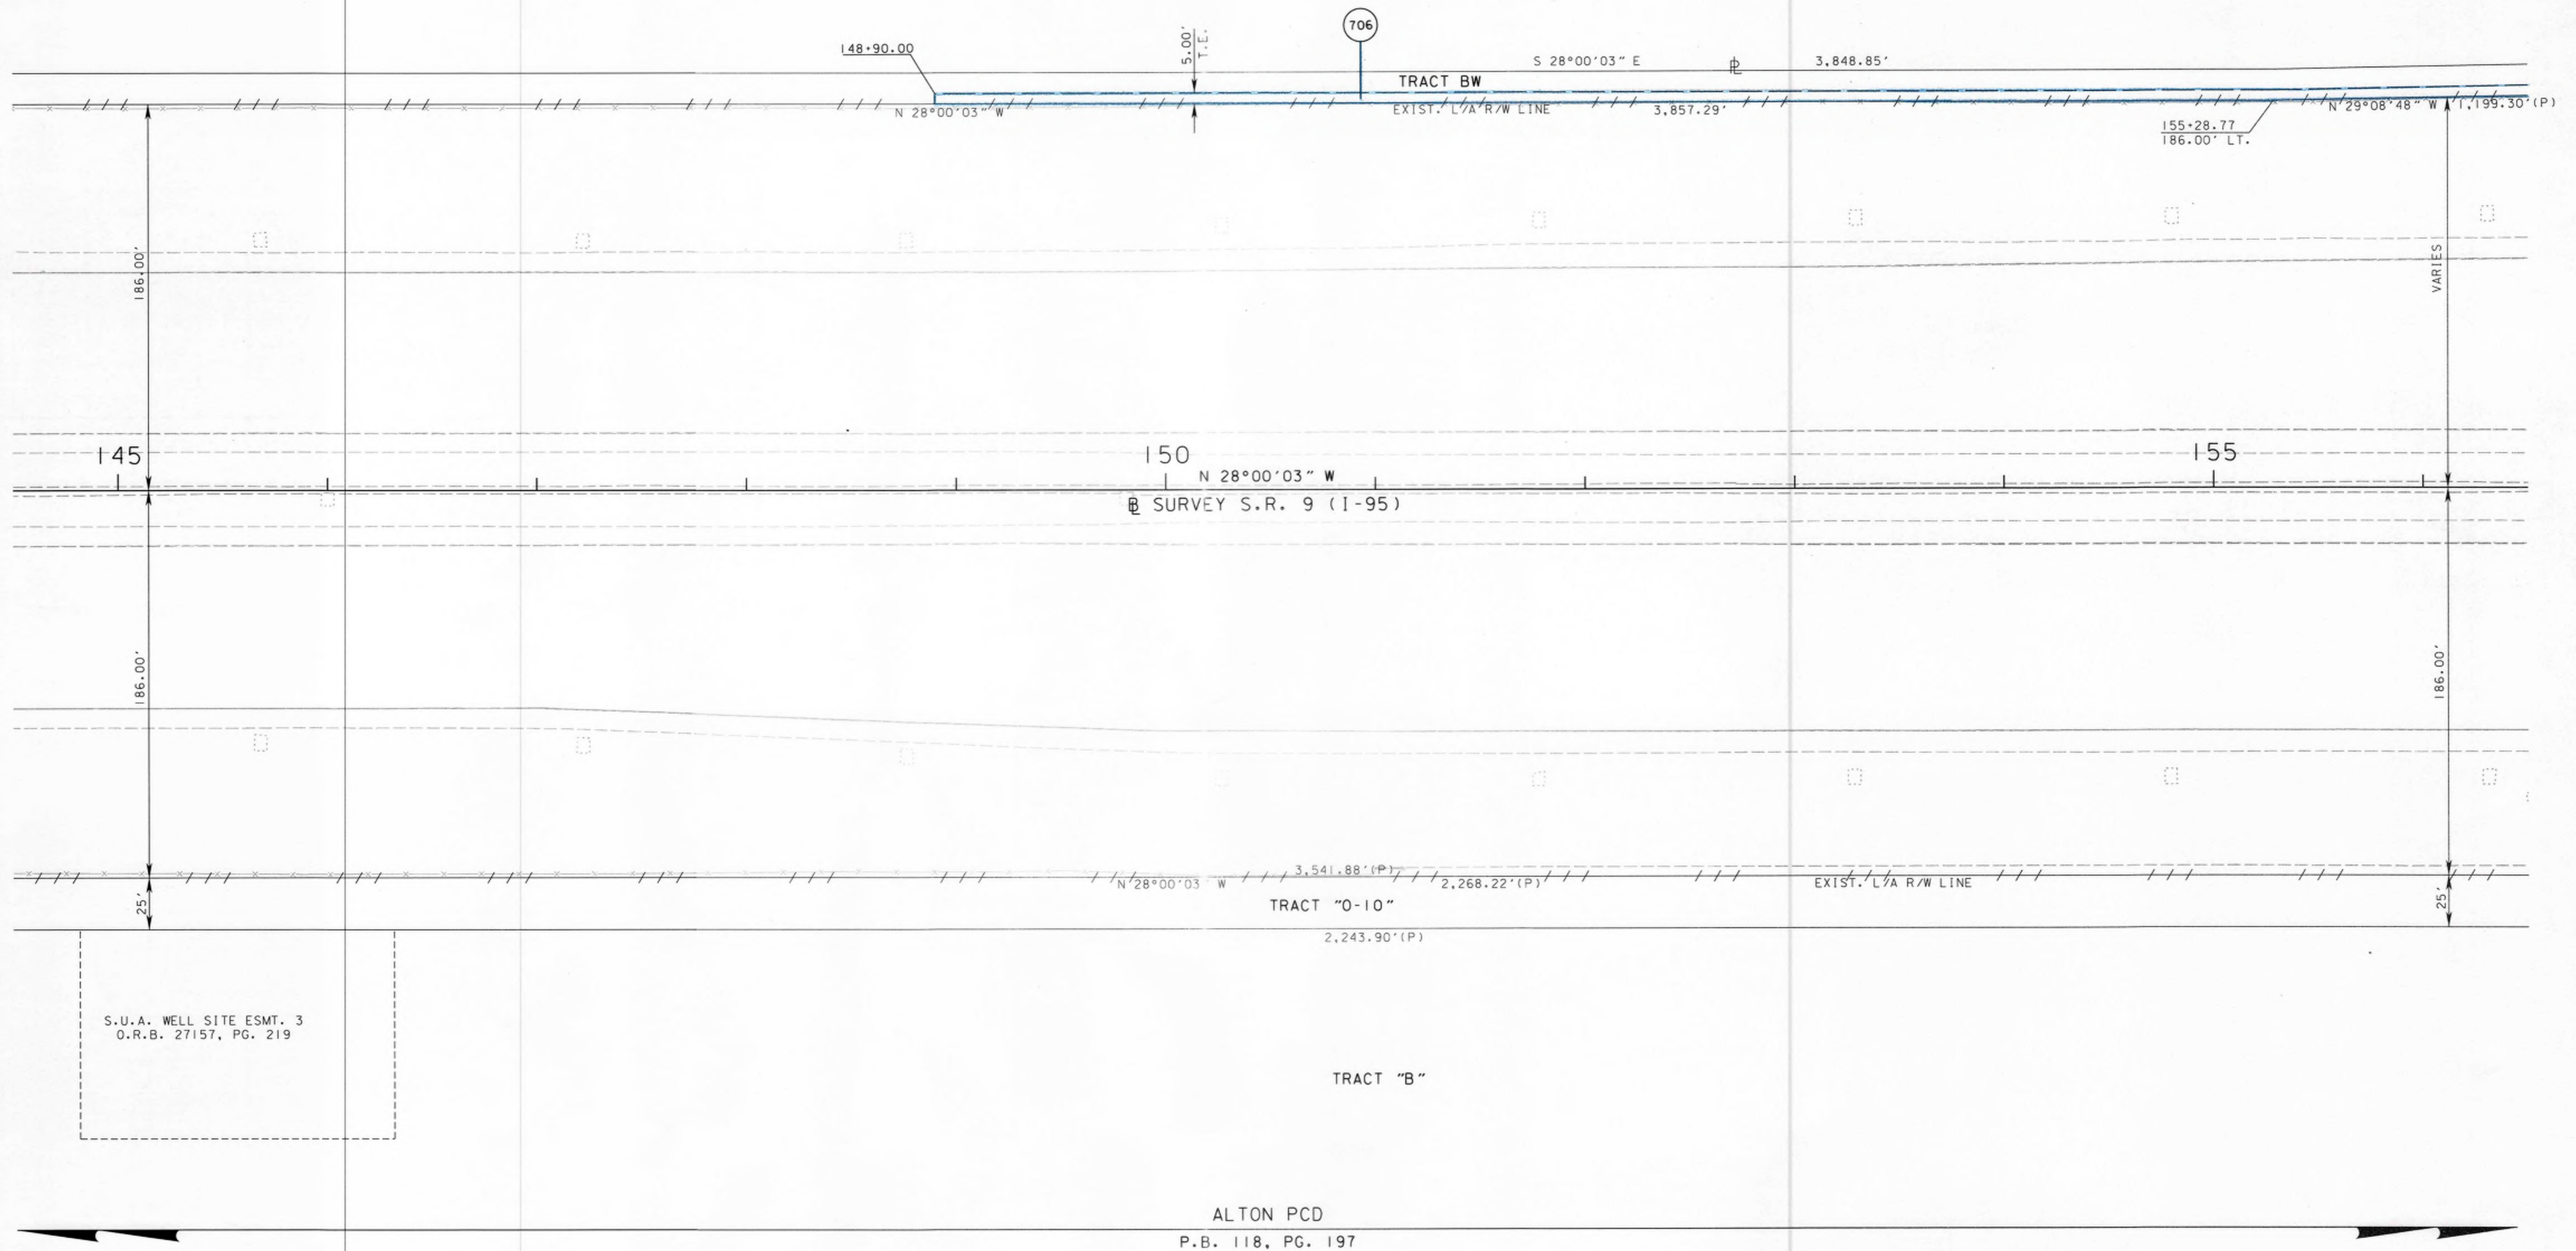 706
148+90.00
5.00'
T.E.
S 28°00'03" E
℄
3,848.85'
TRACT BW
N 28°00'03" W
EXIST. L/A R/W LINE
3,857.29'
N 29°08'48" W
1,199.30'(P)
155+28.77
186.00' LT.
186.00'
VARIES
145
150
155
N 28°00'03" W
SURVEY S.R. 9 (I-95)
186.00'
186.00'
3,541.88'(P)
N 28°00'03 W
2,268.22'(P)
EXIST. L/A R/W LINE
25'
TRACT "O-10"
25'
2,243.90'(P)
S.U.A. WELL SITE ESMT. 3
O.R.B. 27157, PG. 219
TRACT "B"
ALTON PCD
P.B. 118, PG. 197